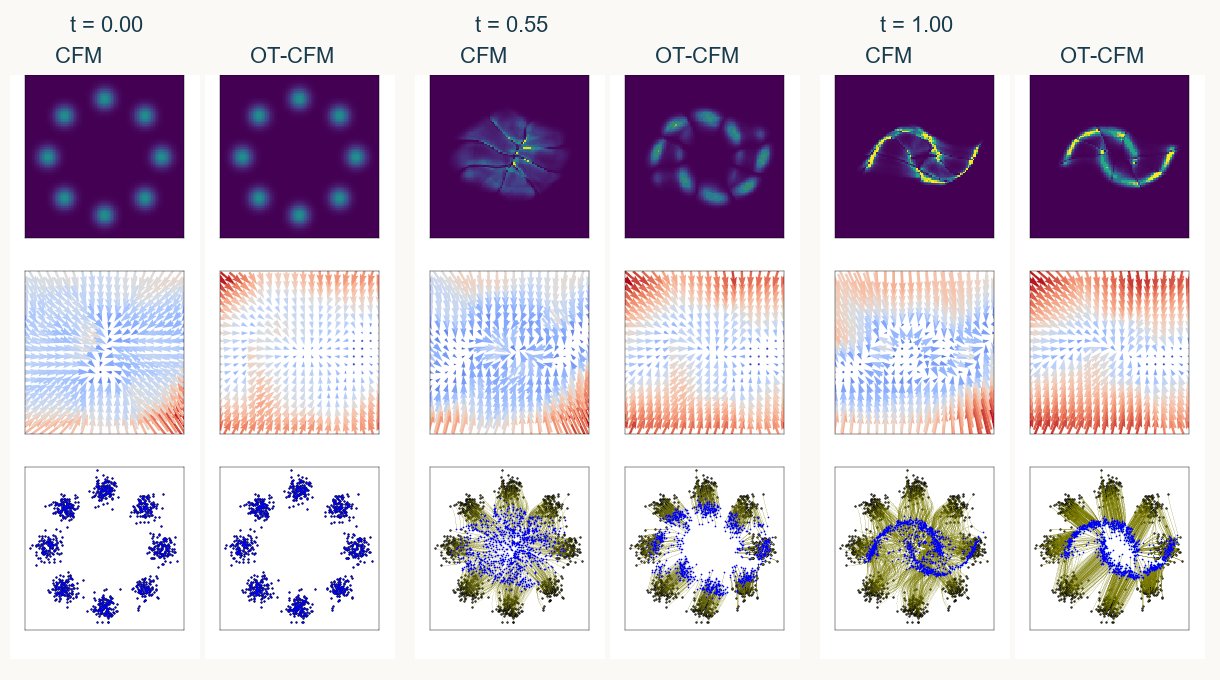 t = 0.00
t = 0.55
t = 1.00
CFM
OT-CFM
CFM
OT-CFM
CFM
OT-CFM